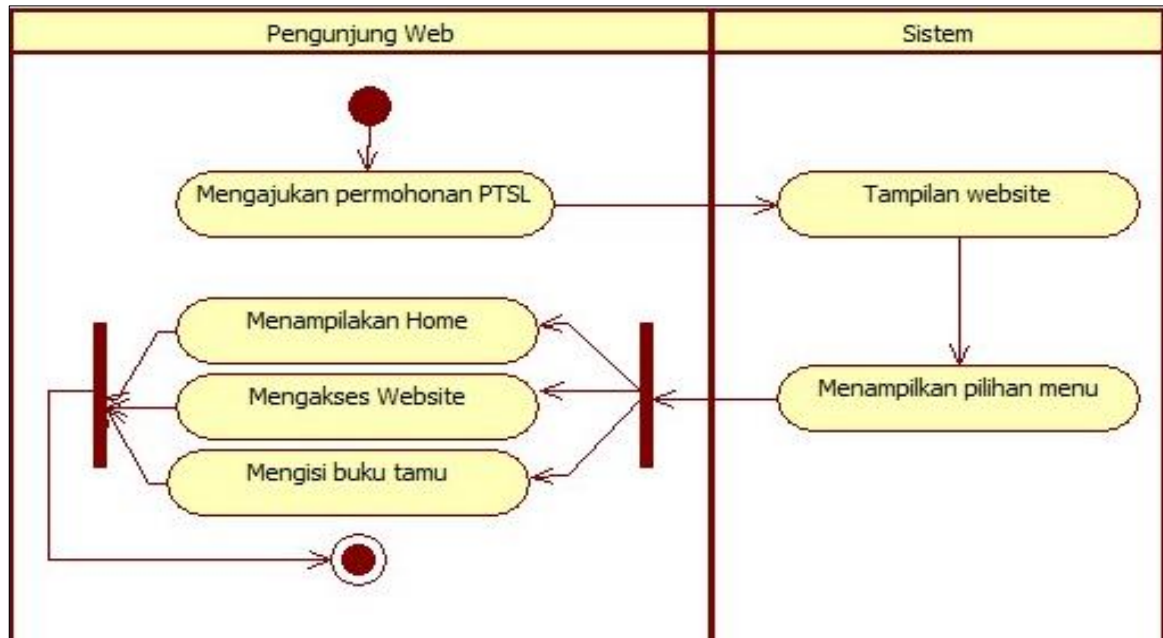 Pengunjung Web
Sistem
Mengajukan permohonan PTSL
Tampilan website
Menampilakan Home
Mengakses Website
Menampilkan pilihan menu
Mengisi buku tamu